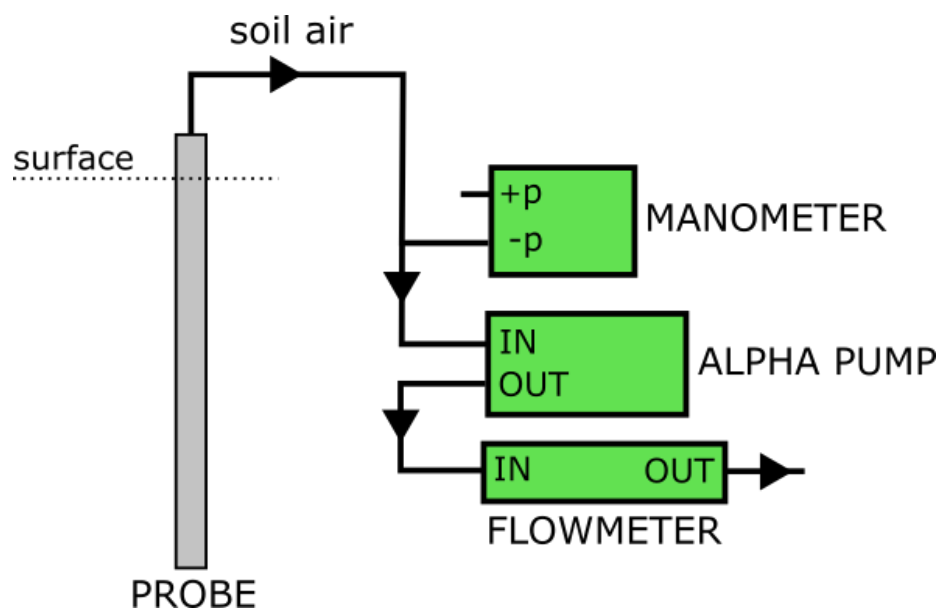 soil air
surface
+p
-p
MANOMETER
IN
OUT
ALPHA PUMP
IN
OUT
FLOWMETER
PROBE